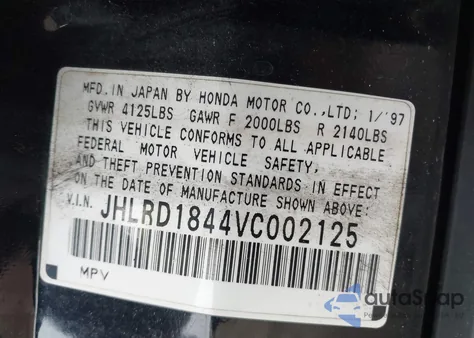 MFD. IN JAPAN BY HONDA MOTOR CO.,LTD; 1/'97
GVWR 4125LBS GAWR F 2000LBS R 2140LBS
THIS VEHICLE CONFORMS TO ALL APPLICABLE
FEDERAL MOTOR VEHICLE SAFETY,
AND THEFT PREVENTION STANDARDS IN EFFECT
ON THE DATE OF MANUFACTURE SHOWN ABOVE:
V.I.N. JHLRD1844VC002125
MPV
autoSnap